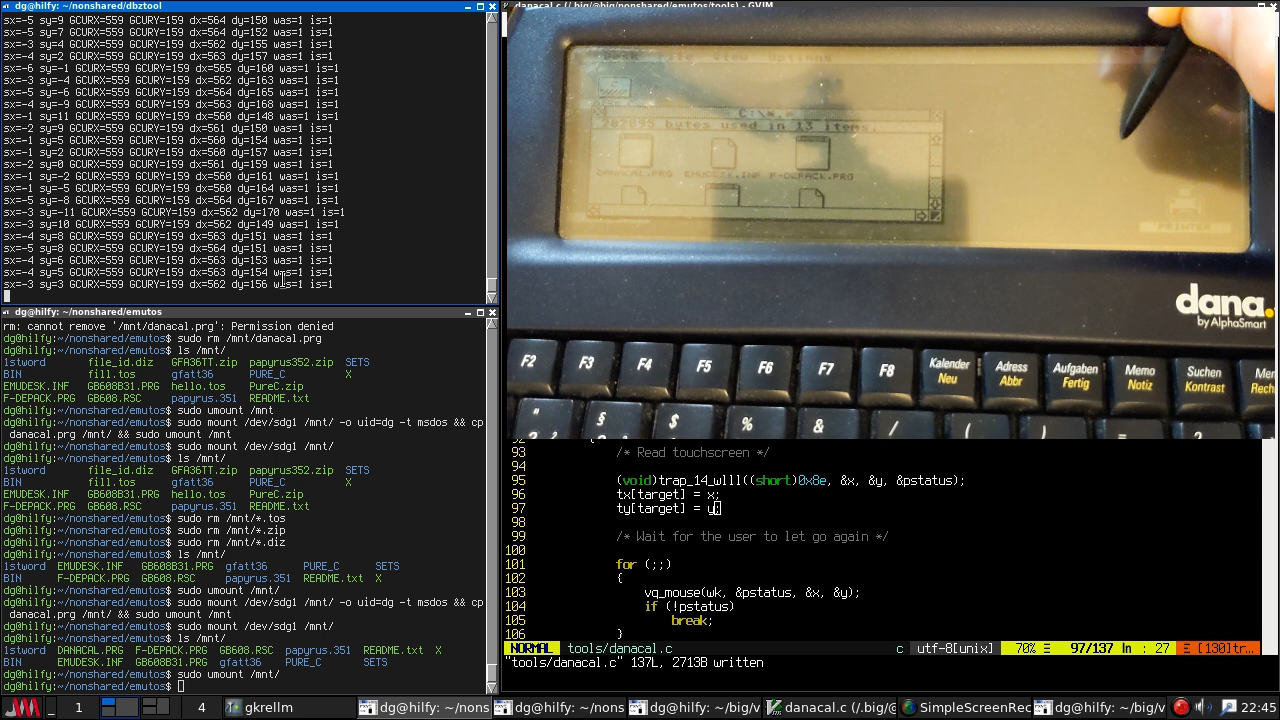 dg@hilfy: ~/nonshared/dbztool
sx=-5 sy=9 GCURX=559 GCURY=159 dx=564 dy=150 was=1 is=1
sx=-5 sy=7 GCURX=559 GCURY=159 dx=564 dy=152 was=1 is=1
sx=-5 sy=4 GCURX=559 GCURY=159 dx=564 dy=155 was=1 is=1
sx=-4 sy=2 GCURX=559 GCURY=159 dx=563 dy=157 was=1 is=1
sx=-6 sy=-1 GCURX=559 GCURY=159 dx=565 dy=160 was=1 is=1
sx=-3 sy=-4 GCURX=559 GCURY=159 dx=562 dy=163 was=1 is=1
sx=-5 sy=-6 GCURX=559 GCURY=159 dx=564 dy=165 was=1 is=1
sx=-4 sy=-9 GCURX=559 GCURY=159 dx=563 dy=168 was=1 is=1
sx=-1 sy=11 GCURX=559 GCURY=159 dx=560 dy=148 was=1 is=1
sx=-2 sy=9 GCURX=559 GCURY=159 dx=561 dy=150 was=1 is=1
sx=-1 sy=5 GCURX=559 GCURY=159 dx=560 dy=154 was=1 is=1
sx=-1 sy=2 GCURX=559 GCURY=159 dx=560 dy=157 was=1 is=1
sx=-2 sy=1 GCURX=559 GCURY=159 dx=561 dy=158 was=1 is=1
sx=-2 sy=-2 GCURX=559 GCURY=159 dx=561 dy=161 was=1 is=1
sx=-1 sy=-5 GCURX=559 GCURY=159 dx=560 dy=164 was=1 is=1
sx=-5 sy=-8 GCURX=559 GCURY=159 dx=564 dy=167 was=1 is=1
sx=-3 sy=-11 GCURX=559 GCURY=159 dx=562 dy=170 was=1 is=1
sx=-3 sy=10 GCURX=559 GCURY=159 dx=562 dy=149 was=1 is=1
sx=-4 sy=8 GCURX=559 GCURY=159 dx=563 dy=151 was=1 is=1
sx=-5 sy=8 GCURX=559 GCURY=159 dx=564 dy=151 was=1 is=1
sx=-4 sy=6 GCURX=559 GCURY=159 dx=563 dy=153 was=1 is=1
sx=-4 sy=5 GCURX=559 GCURY=159 dx=563 dy=154 was=1 is=1
sx=-3 sy=3 GCURX=559 GCURY=159 dx=562 dy=156 was=1 is=1
dg@hilfy: ~/nonshared/emutos
rm: cannot remove '/mnt/danacal.prg': Permission denied
dg@hilfy:~/nonshared/emutos$ sudo rm /mnt/danacal.prg
dg@hilfy:~/nonshared/emutos$ ls /mnt/
1stword file_id.diz GFA36TT.zip papyrus352.zip SETS
BIN fill.tos gfatt36 PURE_C X
EMUDESK.INF GB608B31.PRG hello.tos PureC.zip
F-DEPACK.PRG GB608.RSC papyrus.351 README.txt
dg@hilfy:~/nonshared/emutos$ sudo umount /mnt
dg@hilfy:~/nonshared/emutos$ sudo mount /dev/sdg1 /mnt/ -o uid=dg -t msdos && cp
danacal.prg /mnt/ && sudo umount /mnt
dg@hilfy:~/nonshared/emutos$ sudo mount /dev/sdg1 /mnt/
dg@hilfy:~/nonshared/emutos$ ls /mnt/
1stword file_id.diz GFA36TT.zip papyrus352.zip SETS
BIN fill.tos gfatt36 PURE_C X
EMUDESK.INF GB608B31.PRG hello.tos PureC.zip
F-DEPACK.PRG GB608.RSC papyrus.351 README.txt
dg@hilfy:~/nonshared/emutos$ sudo rm /mnt/*.tos
dg@hilfy:~/nonshared/emutos$ sudo rm /mnt/*.zip
dg@hilfy:~/nonshared/emutos$ sudo rm /mnt/*.diz
dg@hilfy:~/nonshared/emutos$ ls /mnt/
1stword EMUDESK.INF GB608B31.PRG gfatt36 PURE_C SETS
BIN F-DEPACK.PRG GB608.RSC papyrus.351 README.txt X
dg@hilfy:~/nonshared/emutos$ sudo umount /mnt/
dg@hilfy:~/nonshared/emutos$ sudo mount /dev/sdg1 /mnt/ -o uid=dg -t msdos && cp
danacal.prg /mnt/ && sudo umount /mnt/
dg@hilfy:~/nonshared/emutos$ sudo mount /dev/sdg1 /mnt/
dg@hilfy:~/nonshared/emutos$ ls /mnt/
1stword DANACAL.PRG F-DEPACK.PRG GB608.RSC papyrus.351 README.txt X
BIN EMUDESK.INF GB608B31.PRG gfatt36 PURE_C SETS
dg@hilfy:~/nonshared/emutos$ sudo umount /mnt/
dg@hilfy:~/nonshared/emutos$
Desk File View Options
C:\*.*
bytes used in 13 items.
DANACAL.PRG EMUDESK.INF F-DEPACK.PRG
PRINTER
dana.
by AlphaSmart
F2 F3 F4 F5 F6 F7 F8 Kalender Neu Adress Abbr Aufgaben Fertig Memo Notiz Suchen Kontrast
" § $ % & / ( )
93 /* Read touchscreen */
94
95 (void)trap_14_wlll((short)0x8e, &x, &y, &pstatus);
96 tx[target] = x;
97 ty[target] = y;
98
99 /* Wait for the user to let go again */
100
101 for (;;)
102 {
103 vq_mouse(wk, &pstatus, &x, &y);
104 if (!pstatus)
105 break;
106 }
NORMAL tools/danacal.c c utf-8[unix] 70% ☰ 97/137 ln : 27 Ξ [130]tr…
"tools/danacal.c" 137L, 2713B written
1 4 gkrellm dg@hilfy: ~/nons dg@hilfy: ~/nons dg@hilfy: ~/big/v danacal.c (/.big/@ SimpleScreenRec dg@hilfy: ~/big/v 22:45